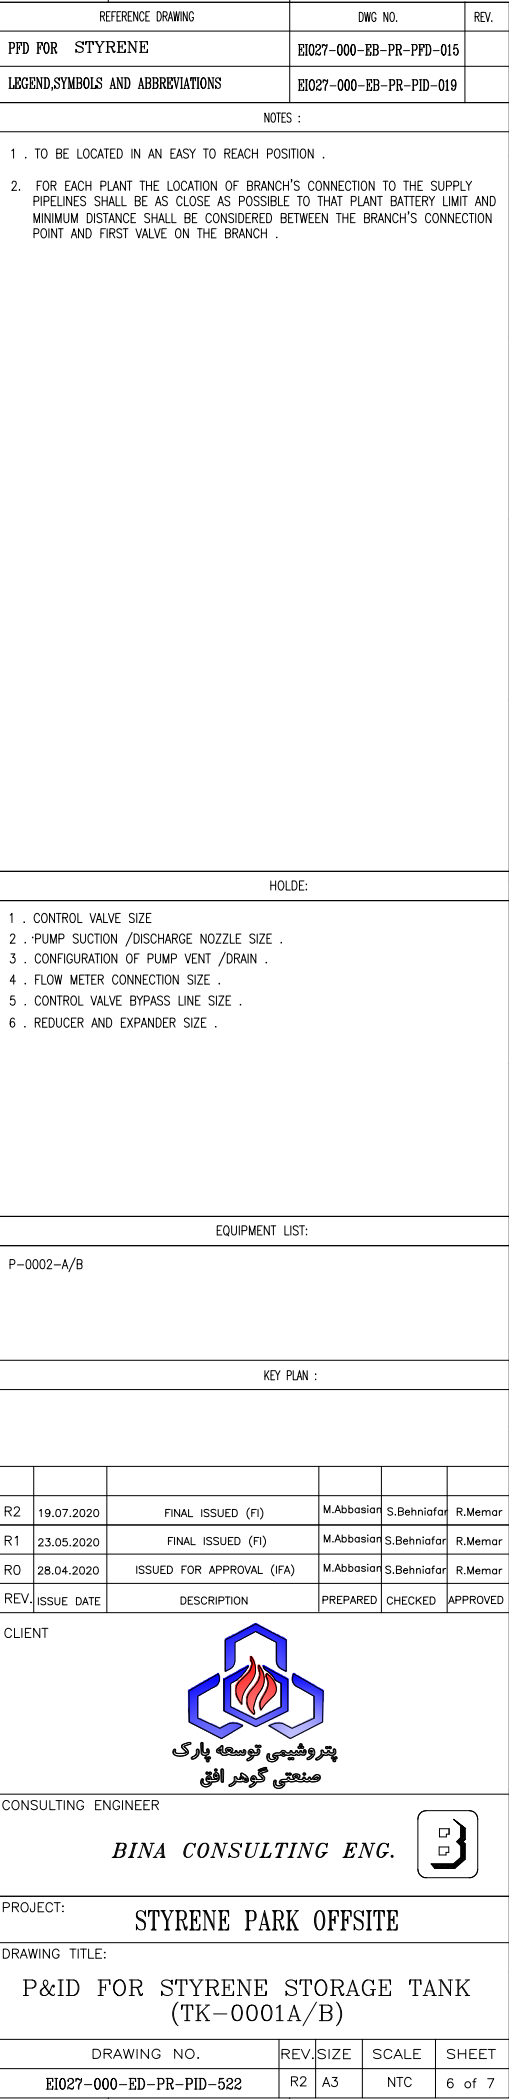 REFERENCE DRAWING DWG NO. REV.
PFD FOR STYRENE EI027-000-EB-PR-PFD-015
LEGEND,SYMBOLS AND ABBREVIATIONS EI027-000-EB-PR-PID-019
NOTES :
1 . TO BE LOCATED IN AN EASY TO REACH POSITION .
2. FOR EACH PLANT THE LOCATION OF BRANCH'S CONNECTION TO THE SUPPLY
PIPELINES SHALL BE AS CLOSE AS POSSIBLE TO THAT PLANT BATTERY LIMIT AND
MINIMUM DISTANCE SHALL BE CONSIDERED BETWEEN THE BRANCH'S CONNECTION
POINT AND FIRST VALVE ON THE BRANCH .
HOLDE:
1 . CONTROL VALVE SIZE
2 . PUMP SUCTION /DISCHARGE NOZZLE SIZE .
3 . CONFIGURATION OF PUMP VENT /DRAIN .
4 . FLOW METER CONNECTION SIZE .
5 . CONTROL VALVE BYPASS LINE SIZE .
6 . REDUCER AND EXPANDER SIZE .
EQUIPMENT LIST:
P-0002-A/B
KEY PLAN :
R2 19.07.2020 FINAL ISSUED (FI) M.Abbasian S.Behniafar R.Memar
R1 23.05.2020 FINAL ISSUED (FI) M.Abbasian S.Behniafar R.Memar
R0 28.04.2020 ISSUED FOR APPROVAL (IFA) M.Abbasian S.Behniafar R.Memar
REV. ISSUE DATE DESCRIPTION PREPARED CHECKED APPROVED
CLIENT
پتروشیمی توسعه پارک
صنعتی گوهر افق
CONSULTING ENGINEER
BINA CONSULTING ENG.
PROJECT:
STYRENE PARK OFFSITE
DRAWING TITLE:
P&ID FOR STYRENE STORAGE TANK
(TK-0001A/B)
DRAWING NO. REV. SIZE SCALE SHEET
EI027-000-ED-PR-PID-522 R2 A3 NTC 6 of 7